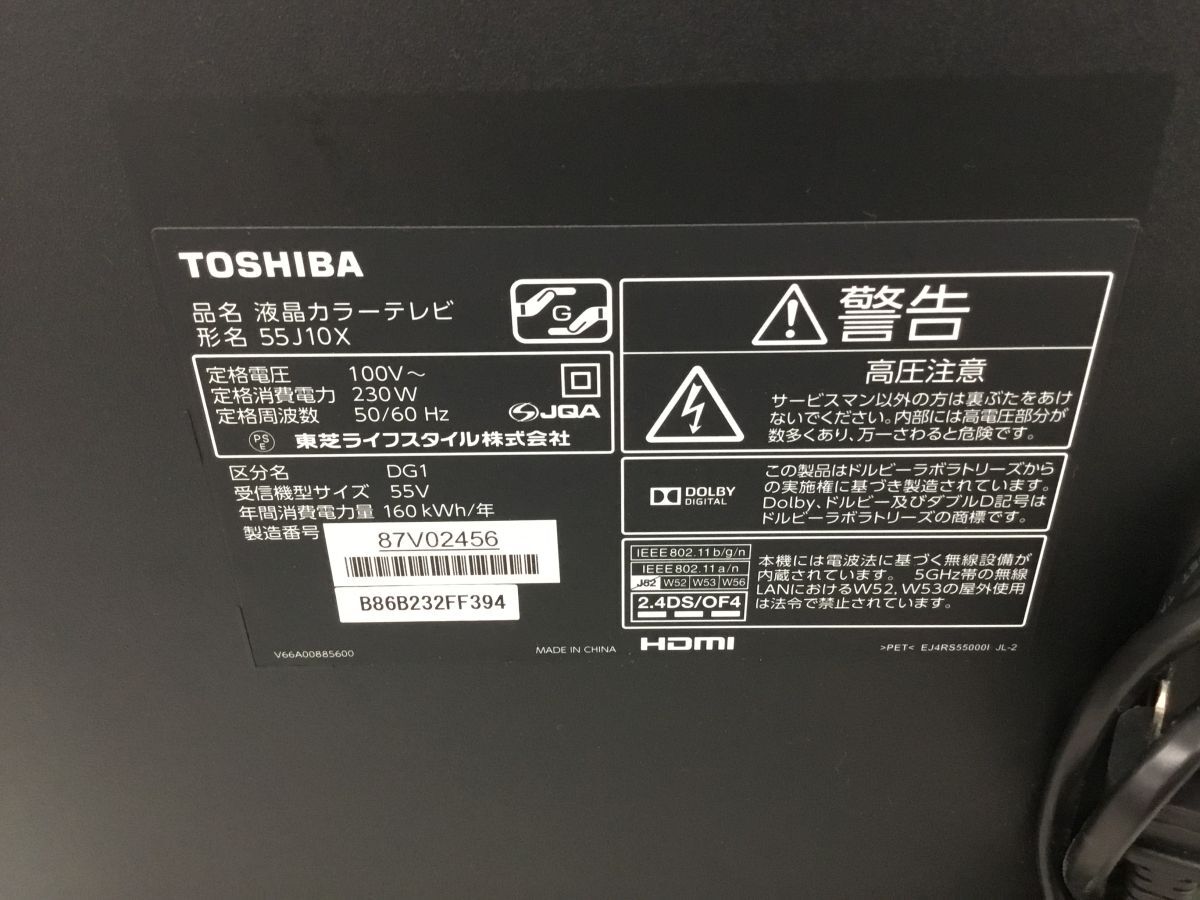 TOSHIBA
品名 液晶カラーテレビ
形名 55J10X
G
定格電圧 100V～
定格消費電力 230W
定格周波数 50/60 Hz
JQA
PS
E
東芝ライフスタイル株式会社
区分名 DG1
受信機型サイズ 55V
年間消費電力量 160kWh/年
製造番号
87V02456
B86B232FF394
V66A00885600
MADE IN CHINA
警告
高圧注意
サービスマン以外の方は裏ぶたをあけ
ないでください。内部には高電圧部分が
数多くあり、万一さわると危険です。
DOLBY
DIGITAL
この製品はドルビーラボラトリーズから
の実施権に基づき製造されています。
Dolby、ドルビー及びダブルD記号は
ドルビーラボラトリーズの商標です。
IEEE802.11b/g/n
IEEE802.11a/n
J52 W52 W53 W56
2.4DS/OF4
本機には電波法に基づく無線設備が
内蔵されています。 5GHz帯の無線
LANにおけるW52、W53の屋外使用
は法令で禁止されています。
HDMI
>PET< EJ4RS55000I JL-2